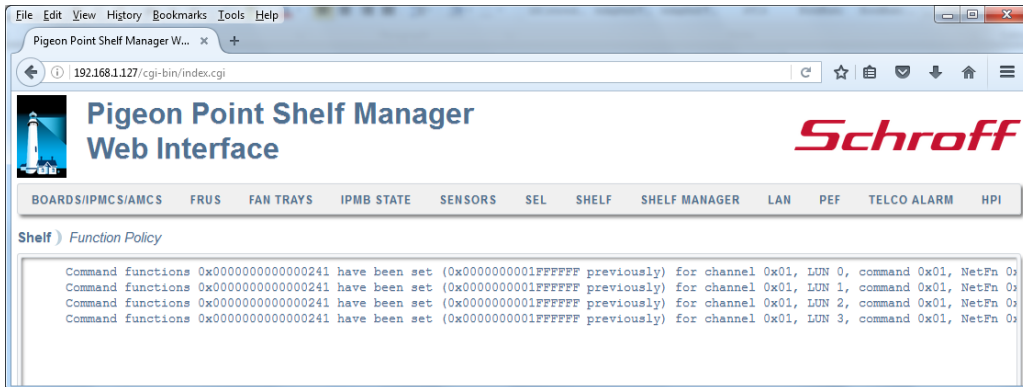 File Edit View History Bookmarks Tools Help
Pigeon Point Shelf Manager W...
192.168.1.127/cgi-bin/index.cgi
Pigeon Point Shelf Manager
Web Interface
Schroff
BOARDS/IPMCS/AMCS FRUS FAN TRAYS IPMB STATE SENSORS SEL SHELF SHELF MANAGER LAN PEF TELCO ALARM HPI
Shelf Function Policy
Command functions 0x0000000000000241 have been set (0x0000000001FFFFFF previously) for channel 0x01, LUN 0, command 0x01, NetFn
Command functions 0x0000000000000241 have been set (0x0000000001FFFFFF previously) for channel 0x01, LUN 1, command 0x01, NetFn
Command functions 0x0000000000000241 have been set (0x0000000001FFFFFF previously) for channel 0x01, LUN 2, command 0x01, NetFn
Command functions 0x0000000000000241 have been set (0x0000000001FFFFFF previously) for channel 0x01, LUN 3, command 0x01, NetFn